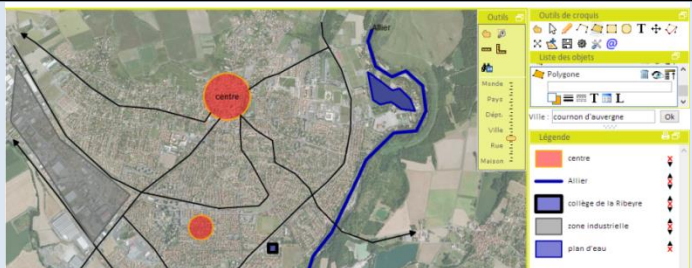 Allier
centre
Outils
Monde
Pays
Dépt.
Ville
Rue
Maison
Outils de croquis
T
@
Liste des objets
Polygone
T L
Ville : cournon d'auvergne Ok
Légende
centre
Allier
collège de la Ribeyre
zone industrielle
plan d'eau